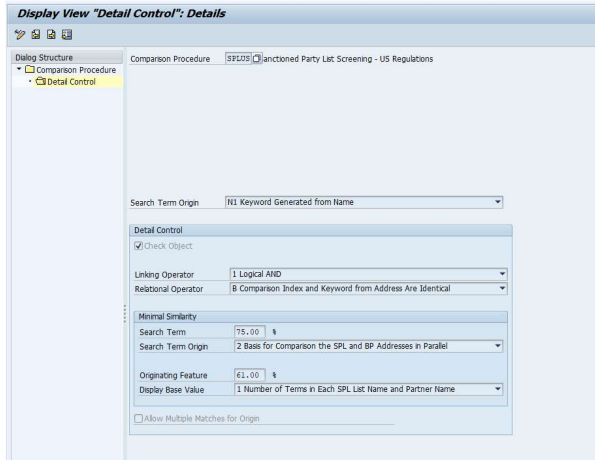 Display View "Detail Control": Details
Dialog Structure
Comparison Procedure
Detail Control
Comparison Procedure SPLUS anctioned Party List Screening - US Regulations
Search Term Origin N1 Keyword Generated from Name
Detail Control
Check Object
Linking Operator 1 Logical AND
Relational Operator B Comparison Index and Keyword from Address Are Identical
Minimal Similarity
Search Term 75.00 %
Search Term Origin 2 Basis for Comparison the SPL and BP Addresses in Parallel
Originating Feature 61.00 %
Display Base Value 1 Number of Terms in Each SPL List Name and Partner Name
Allow Multiple Matches for Origin